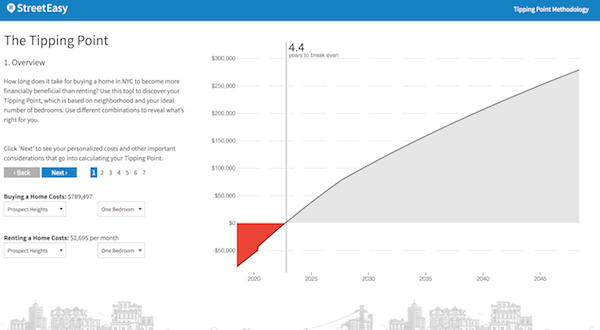 StreetEasy
Tipping Point Methodology
The Tipping Point
1. Overview
How long does it take for buying a home in NYC to become more
financially beneficial than renting? Use this tool to discover your
Tipping Point, which is based on neighborhood and your ideal
number of bedrooms. Use different combinations to reveal what's
right for you.
Click 'Next' to see your personalized costs and other important
considerations that go into calculating your Tipping Point.
‹ Back Next › 1 2 3 4 5 6 7
Buying a Home Costs: $789,497
Prospect Heights One Bedroom
Renting a Home Costs: $2,695 per month
Prospect Heights One Bedroom
4.4
years to break even
$300,000
$250,000
$200,000
$150,000
$100,000
$50,000
$0
-$50,000
2020 2025 2030 2035 2040 2045